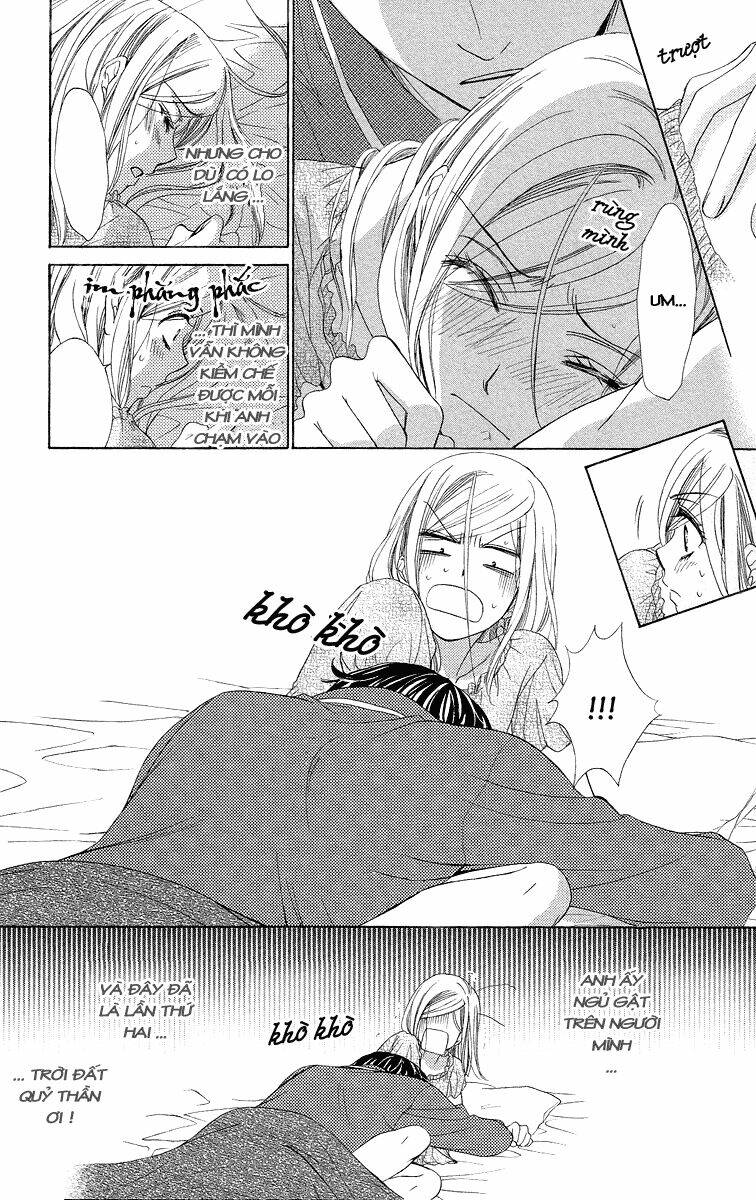 trượt
rùng
mình
ƯM...
NHƯNG CHO
DÙ CÓ LO
LẮNG ...
im phăng phắc
... THÌ MÌNH
VẪN KHÔNG
KIỀM CHẾ
ĐƯỢC MỖI
KHI ANH
CHẠM VÀO
!!!
khò khò
ANH ẤY
NGỦ GẬT
TRÊN NGƯỜI
MÌNH
...
khò khò
VÀ ĐÂY ĐÃ
LÀ LẦN THỨ
HAI ...
... TRỜI ĐẤT
QUỶ THẦN
ƠI !